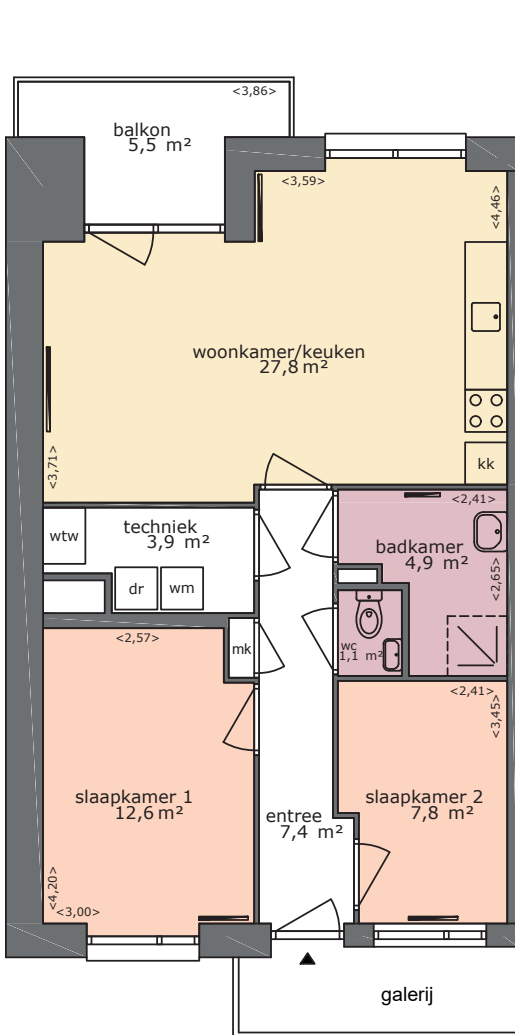 <3,86>
balkon
5,5 m²
<3,59>
<4,46>
woonkamer/keuken
27,8 m²
<3,71>
kk
<2,41>
wtw
techniek
3,9 m²
badkamer
4,9 m²
<2,65>
dr
wm
<2,57>
mk
wc
1,1 m²
<2,41>
<3,45>
slaapkamer 1
12,6 m²
slaapkamer 2
7,8 m²
entree
7,4 m²
<4,20>
<3,00>
galerij